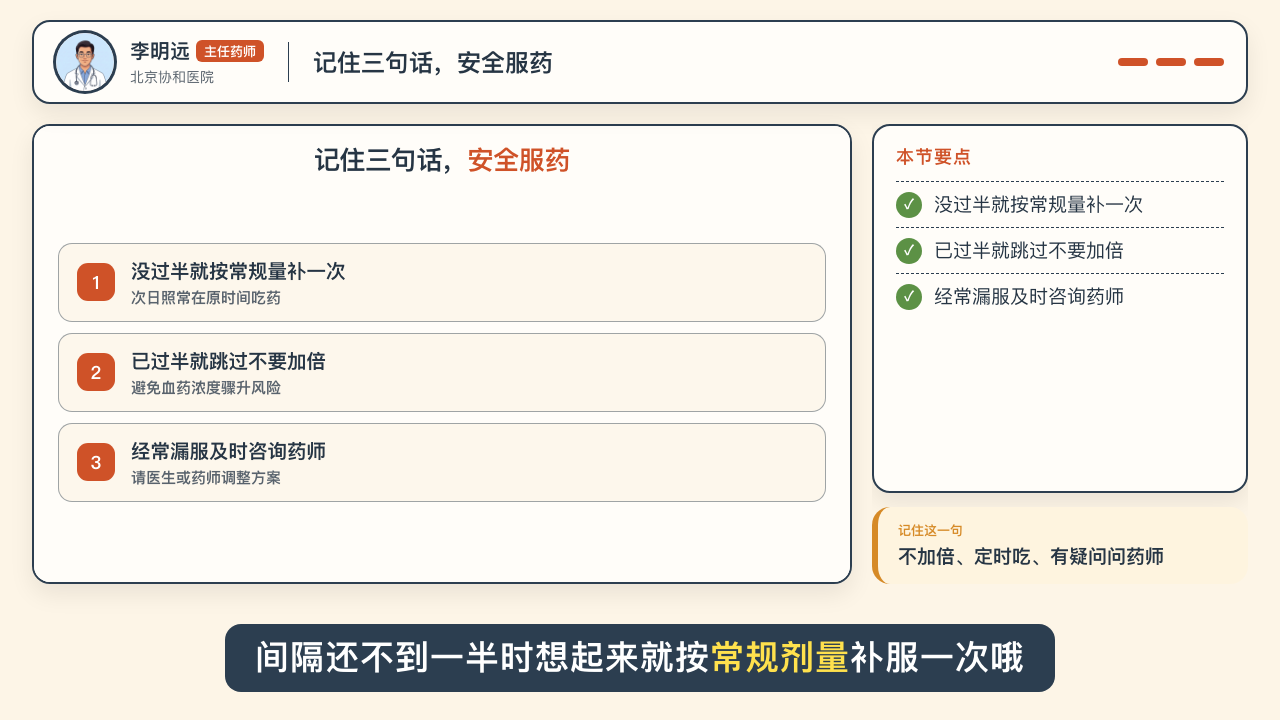 李明远 主任药师
北京协和医院
记住三句话，安全服药
记住三句话，安全服药
1
没过半就按常规量补一次
次日照常在原时间吃药
2
已过半就跳过不要加倍
避免血药浓度骤升风险
3
经常漏服及时咨询药师
请医生或药师调整方案
本节要点
✓ 没过半就按常规量补一次
✓ 已过半就跳过不要加倍
✓ 经常漏服及时咨询药师
记住这一句
不加倍、定时吃、有疑问问药师
间隔还不到一半时想起来就按常规剂量补服一次哦